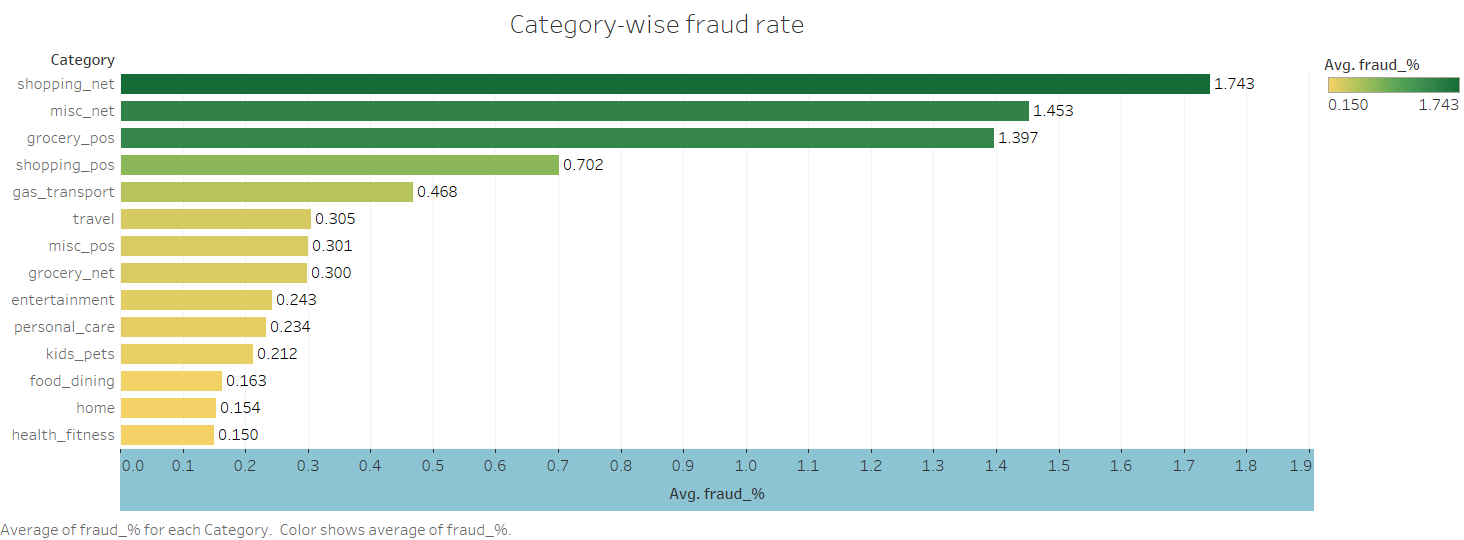 Category-wise fraud rate
Category
shopping_net 1.743
misc_net 1.453
grocery_pos 1.397
shopping_pos 0.702
gas_transport 0.468
travel 0.305
misc_pos 0.301
grocery_net 0.300
entertainment 0.243
personal_care 0.234
kids_pets 0.212
food_dining 0.163
home 0.154
health_fitness 0.150
0.0 0.1 0.2 0.3 0.4 0.5 0.6 0.7 0.8 0.9 1.0 1.1 1.2 1.3 1.4 1.5 1.6 1.7 1.8 1.9
Avg. fraud_%
Average of fraud_% for each Category. Color shows average of fraud_%.
Avg. fraud_%
0.150 1.743